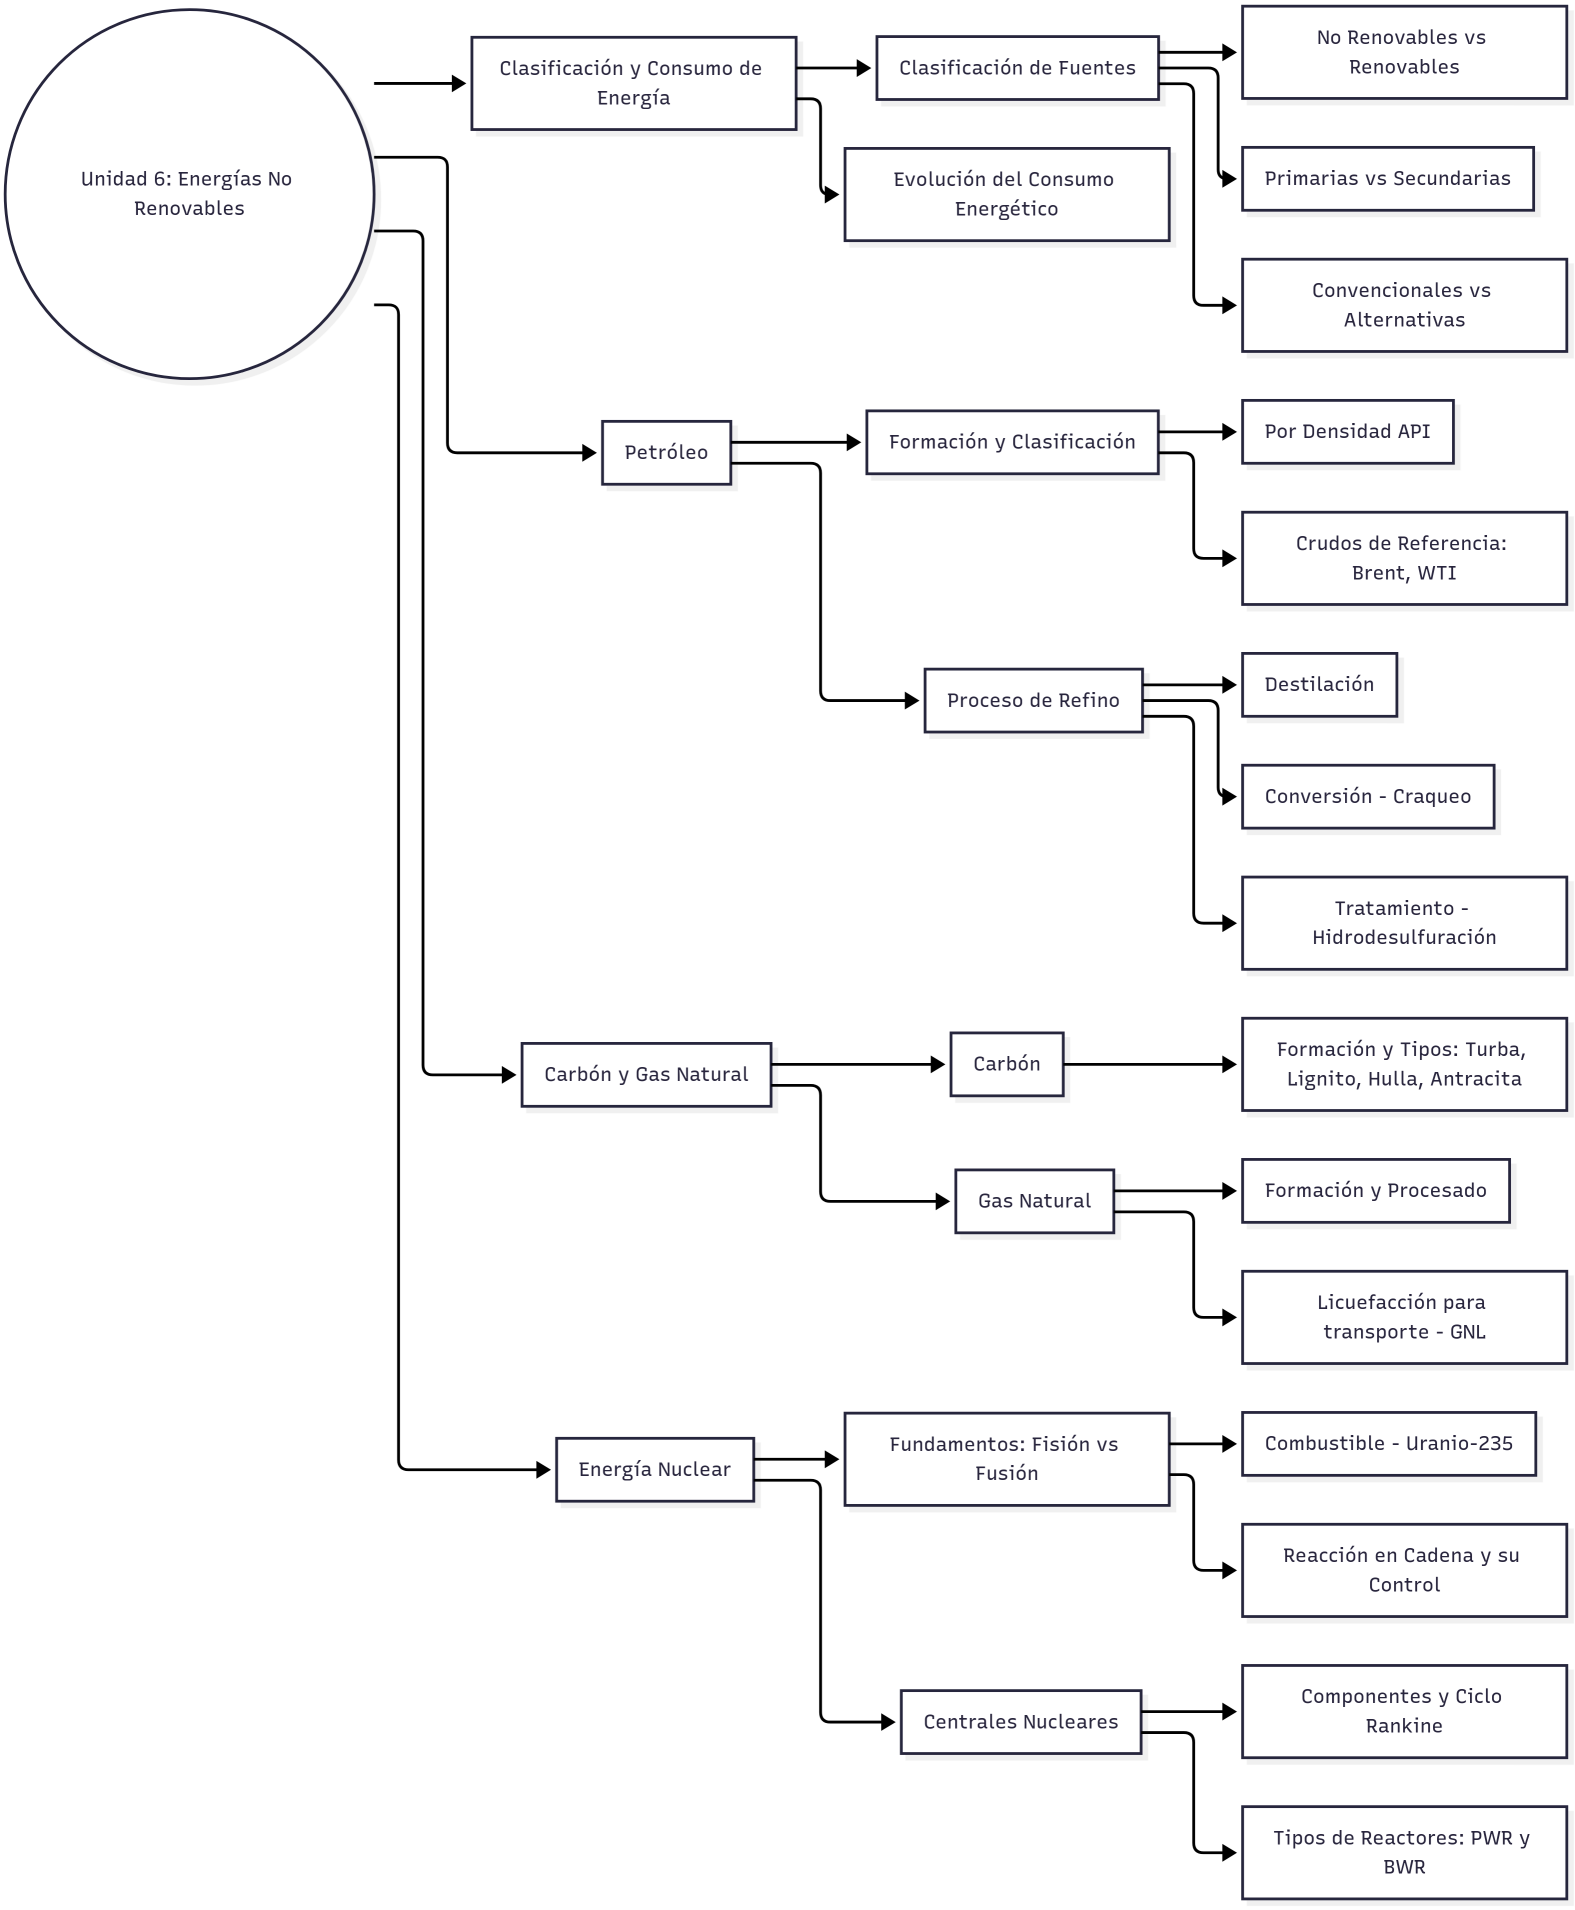 Unidad 6: Energías No
Renovables
Clasificación y Consumo de
Energía
Clasificación de Fuentes
No Renovables vs
Renovables
Primarias vs Secundarias
Convencionales vs
Alternativas
Evolución del Consumo
Energético
Petróleo
Formación y Clasificación
Por Densidad API
Crudos de Referencia:
Brent, WTI
Proceso de Refino
Destilación
Conversión - Craqueo
Tratamiento -
Hidrodesulfuración
Carbón y Gas Natural
Carbón
Formación y Tipos: Turba,
Lignito, Hulla, Antracita
Gas Natural
Formación y Procesado
Licuefacción para
transporte - GNL
Energía Nuclear
Fundamentos: Fisión vs
Fusión
Combustible - Uranio-235
Reacción en Cadena y su
Control
Centrales Nucleares
Componentes y Ciclo
Rankine
Tipos de Reactores: PWR y
BWR